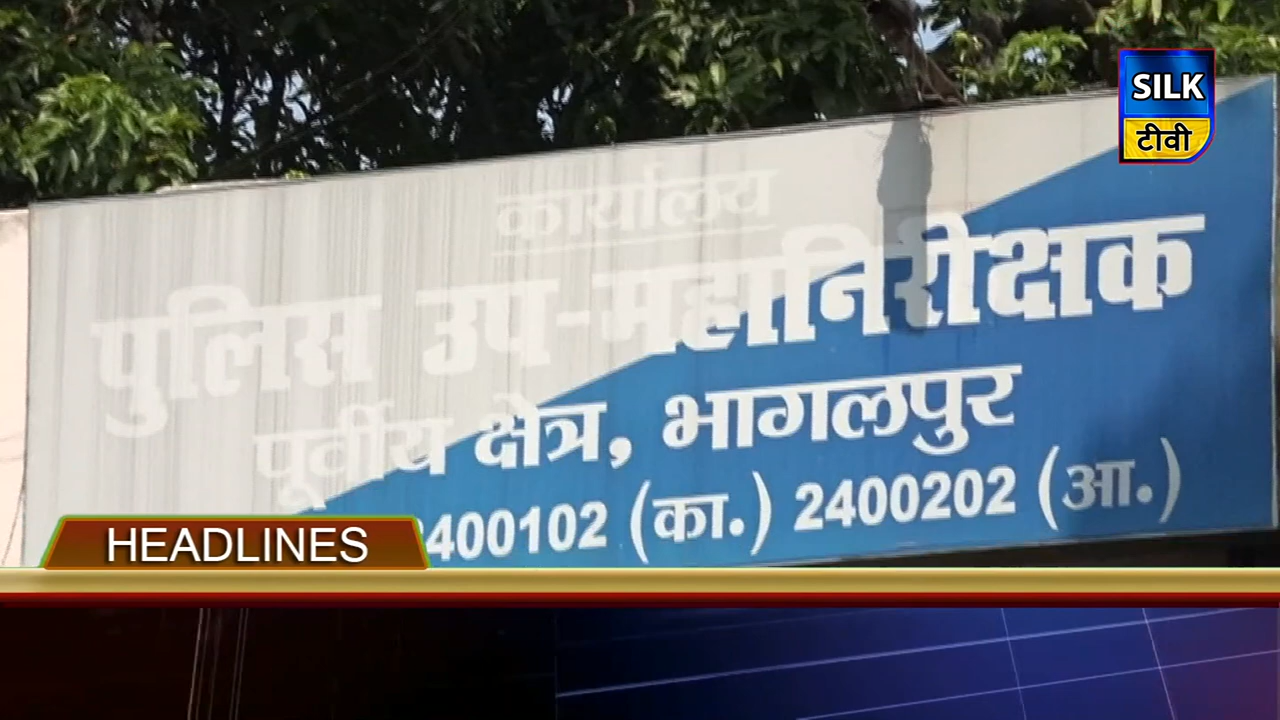 SILK
टीवी
कार्यालय
पुलिस उप-महानिरीक्षक
पूर्वीय क्षेत्र, भागलपुर
2400102 (का.) 2400202 (आ.)
HEADLINES